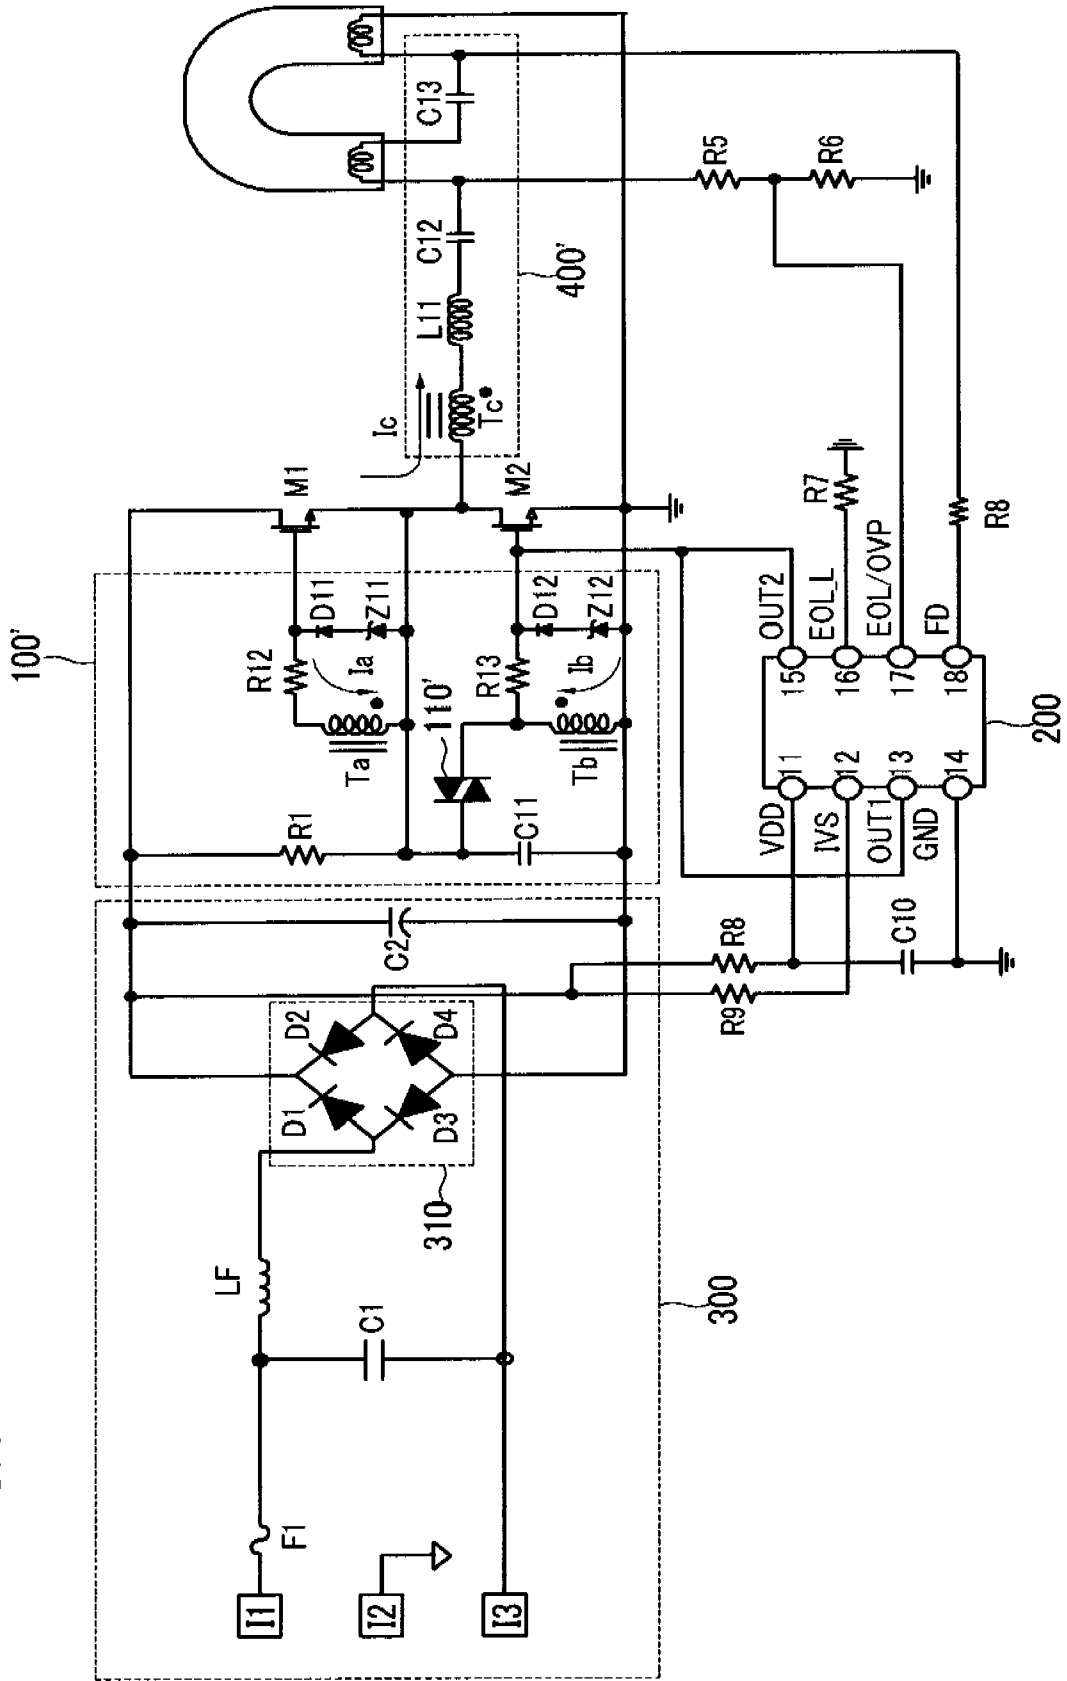 100'
300
310
I1
F1
I2
I3
LF
C1
D1
D2
D3
D4
C2
R1
C11
110'
Ta
R12
Ia
D11
Z11
Tb
R13
Ib
D12
Z12
M1
M2
Ic
Tc
L11
C12
C13
400'
R5
R6
R7
R8
R9
R8
C10
VDD
IVS
OUT1
GND
11
12
13
14
15
16
17
18
OUT2
EOL_L
EOL/OVP
FD
200